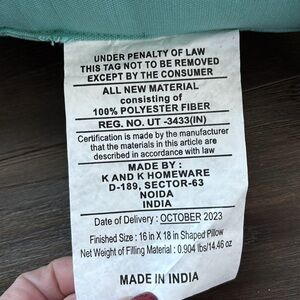 UNDER PENALTY OF LAW
THIS TAG NOT TO BE REMOVED
EXCEPT BY THE CONSUMER
ALL NEW MATERIAL
consisting of
100% POLYESTER FIBER
REG. NO. UT -3433(IN)
Certification is made by the manufacturer
that the materials in this article are
described in accordance with law
MADE BY :
K AND K HOMEWARE
D-189, SECTOR-63
NOIDA
INDIA
Date of Delivery : OCTOBER 2023
Finished Size : 16 in X 18 in Shaped Pillow
Net Weight of Filling Material : 0.904 lbs/14.46 oz
MADE IN INDIA